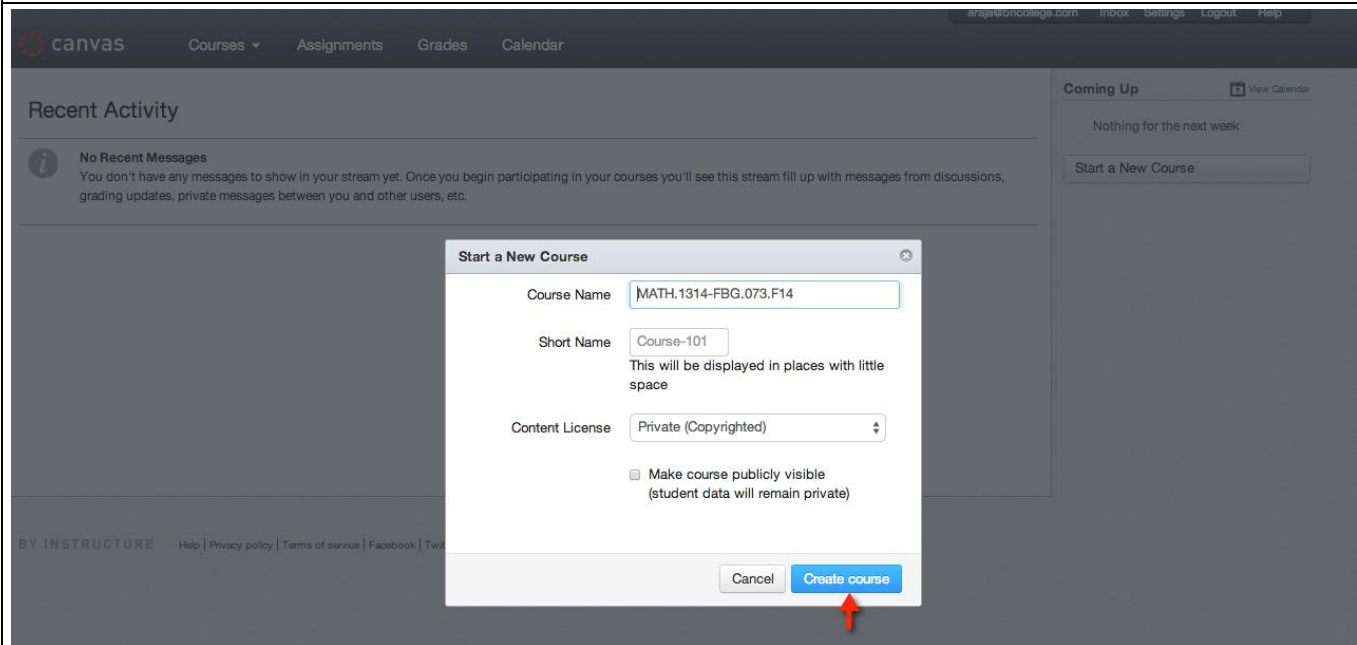 araja@bncollege.com Inbox Settings Logout Help
canvas Courses Assignments Grades Calendar
Recent Activity
No Recent Messages
You don't have any messages to show in your stream yet. Once you begin participating in your courses you'll see this stream fill up with messages from discussions,
grading updates, private messages between you and other users, etc.
Coming Up View Calendar
Nothing for the next week
Start a New Course
Start a New Course
Course Name MATH.1314-FBG.073.F14
Short Name Course-101
This will be displayed in places with little
space
Content License Private (Copyrighted)
Make course publicly visible
(student data will remain private)
Cancel Create course
BY INSTRUCTURE Help | Privacy policy | Terms of service | Facebook |